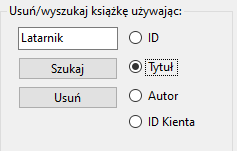 Usuń/wyszukaj książkę używając:
Latarnik
ID
Szukaj
Tytuł
Usuń
Autor
ID Kienta